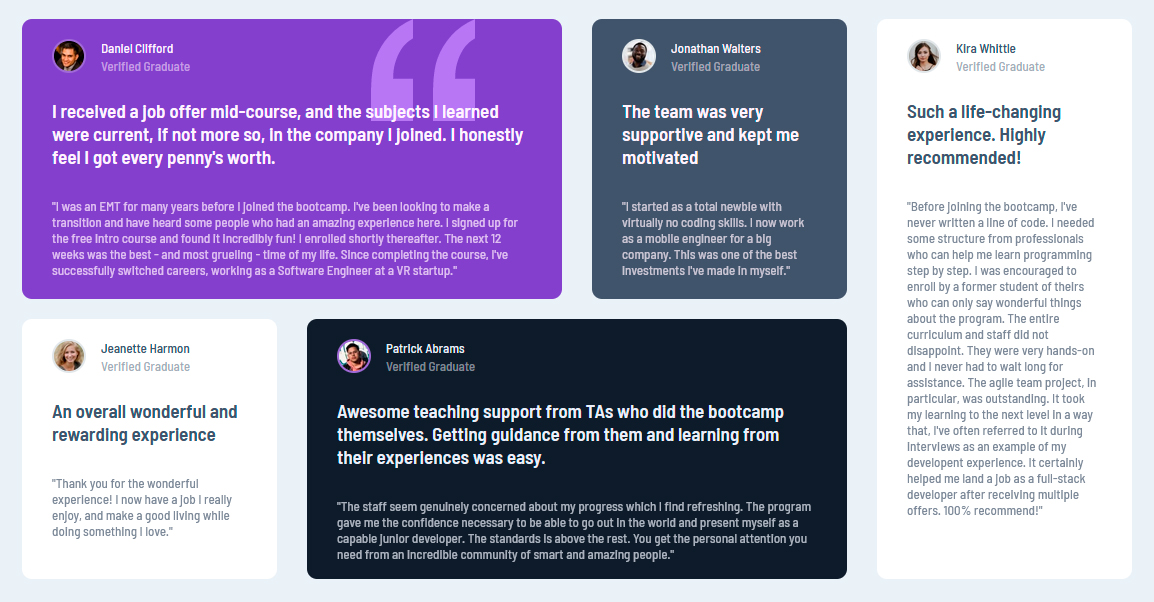 Daniel Clifford
Verified Graduate
I received a job offer mid-course, and the subjects I learned
were current, if not more so, in the company I joined. I honestly
feel I got every penny's worth.
"I was an EMT for many years before I joined the bootcamp. I've been looking to make a
transition and have heard some people who had an amazing experience here. I signed up for
the free intro course and found it incredibly fun! I enrolled shortly thereafter. The next 12
weeks was the best - and most grueling - time of my life. Since completing the course, I've
successfully switched careers, working as a Software Engineer at a VR startup."
Jonathan Walters
Verified Graduate
The team was very
supportive and kept me
motivated
"I started as a total newbie with
virtually no coding skills. I now work
as a mobile engineer for a big
company. This was one of the best
investments I've made in myself."
Kira Whittle
Verified Graduate
Such a life-changing
experience. Highly
recommended!
"Before joining the bootcamp, I've
never written a line of code. I needed
some structure from professionals
who can help me learn programming
step by step. I was encouraged to
enroll by a former student of theirs
who can only say wonderful things
about the program. The entire
curriculum and staff did not
disappoint. They were very hands-on
and I never had to wait long for
assistance. The agile team project, in
particular, was outstanding. It took
my learning to the next level in a way
that, I've often referred to it during
interviews as an example of my
developent experience. It certainly
helped me land a job as a full-stack
developer after receiving multiple
offers. 100% recommend!"
Jeanette Harmon
Verified Graduate
An overall wonderful and
rewarding experience
"Thank you for the wonderful
experience! I now have a job I really
enjoy, and make a good living while
doing something I love."
Patrick Abrams
Verified Graduate
Awesome teaching support from TAs who did the bootcamp
themselves. Getting guidance from them and learning from
their experiences was easy.
"The staff seem genuinely concerned about my progress which I find refreshing. The program
gave me the confidence necessary to be able to go out in the world and present myself as a
capable junior developer. The standards is above the rest. You get the personal attention you
need from an incredible community of smart and amazing people."